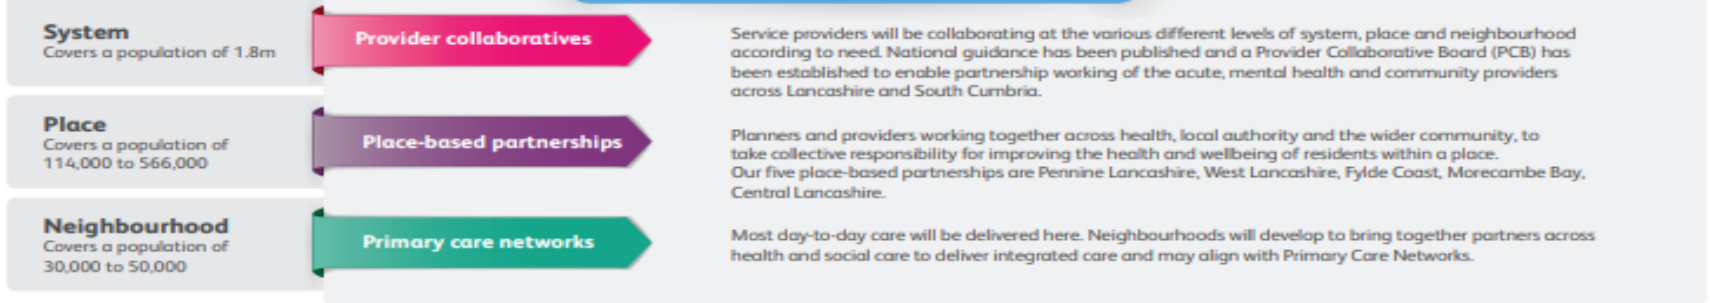 System
Covers a population of 1.8m
Provider collaboratives
Service providers will be collaborating at the various different levels of system, place and neighbourhood
according to need. National guidance has been published and a Provider Collaborative Board (PCB) has
been established to enable partnership working of the acute, mental health and community providers
across Lancashire and South Cumbria.
Place
Covers a population of
114,000 to 566,000
Place-based partnerships
Planners and providers working together across health, local authority and the wider community, to
take collective responsibility for improving the health and wellbeing of residents within a place.
Our five place-based partnerships are Pennine Lancashire, West Lancashire, Fylde Coast, Morecambe Bay,
Central Lancashire.
Neighbourhood
Covers a population of
30,000 to 50,000
Primary care networks
Most day-to-day care will be delivered here. Neighbourhoods will develop to bring together partners across
health and social care to deliver integrated care and may align with Primary Care Networks.